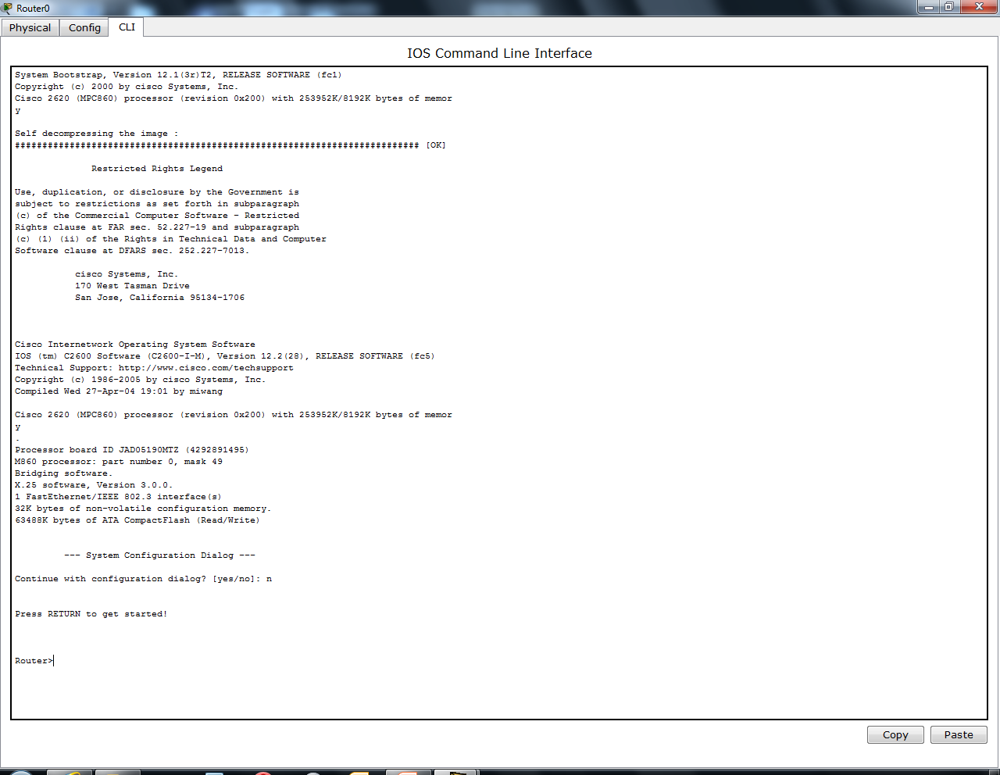 Router0
Physical Config CLI
IOS Command Line Interface
System Bootstrap, Version 12.1(3r)T2, RELEASE SOFTWARE (fc1)
Copyright (c) 2000 by cisco Systems, Inc.
Cisco 2620 (MPC860) processor (revision 0x200) with 253952K/8192K bytes of memor
y
Self decompressing the image :
########################################################################## [OK]
Restricted Rights Legend
Use, duplication, or disclosure by the Government is
subject to restrictions as set forth in subparagraph
(c) of the Commercial Computer Software - Restricted
Rights clause at FAR sec. 52.227-19 and subparagraph
(c) (1) (ii) of the Rights in Technical Data and Computer
Software clause at DFARS sec. 252.227-7013.
cisco Systems, Inc.
170 West Tasman Drive
San Jose, California 95134-1706
Cisco Internetwork Operating System Software
IOS (tm) C2600 Software (C2600-I-M), Version 12.2(28), RELEASE SOFTWARE (fc5)
Technical Support: http://www.cisco.com/techsupport
Copyright (c) 1986-2005 by cisco Systems, Inc.
Compiled Wed 27-Apr-04 19:01 by miwang
Cisco 2620 (MPC860) processor (revision 0x200) with 253952K/8192K bytes of memor
y
.
Processor board ID JAD05190MTZ (4292891495)
M860 processor: part number 0, mask 49
Bridging software.
X.25 software, Version 3.0.0.
1 FastEthernet/IEEE 802.3 interface(s)
32K bytes of non-volatile configuration memory.
63488K bytes of ATA CompactFlash (Read/Write)
--- System Configuration Dialog ---
Continue with configuration dialog? [yes/no]: n
Press RETURN to get started!
Router>
Copy Paste